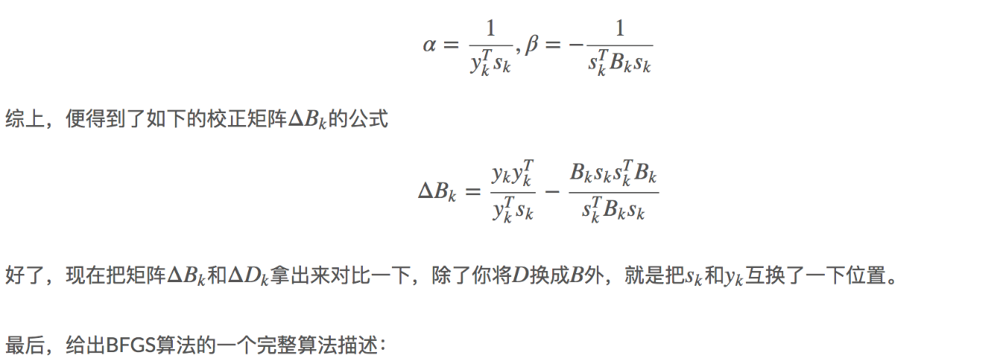 $$\alpha = \frac{1}{y_k^T s_k}, \beta = -\frac{1}{s_k^T B_k s_k}$$
综上，便得到了如下的校正矩阵$\Delta B_k$的公式
$$\Delta B_k = \frac{y_k y_k^T}{y_k^T s_k} - \frac{B_k s_k s_k^T B_k}{s_k^T B_k s_k}$$
好了，现在把矩阵$\Delta B_k$和$\Delta D_k$拿出来对比一下，除了你将$D$换成$B$外，就是把$s_k$和$y_k$互换了一下位置。
最后，给出BFGS算法的一个完整算法描述：